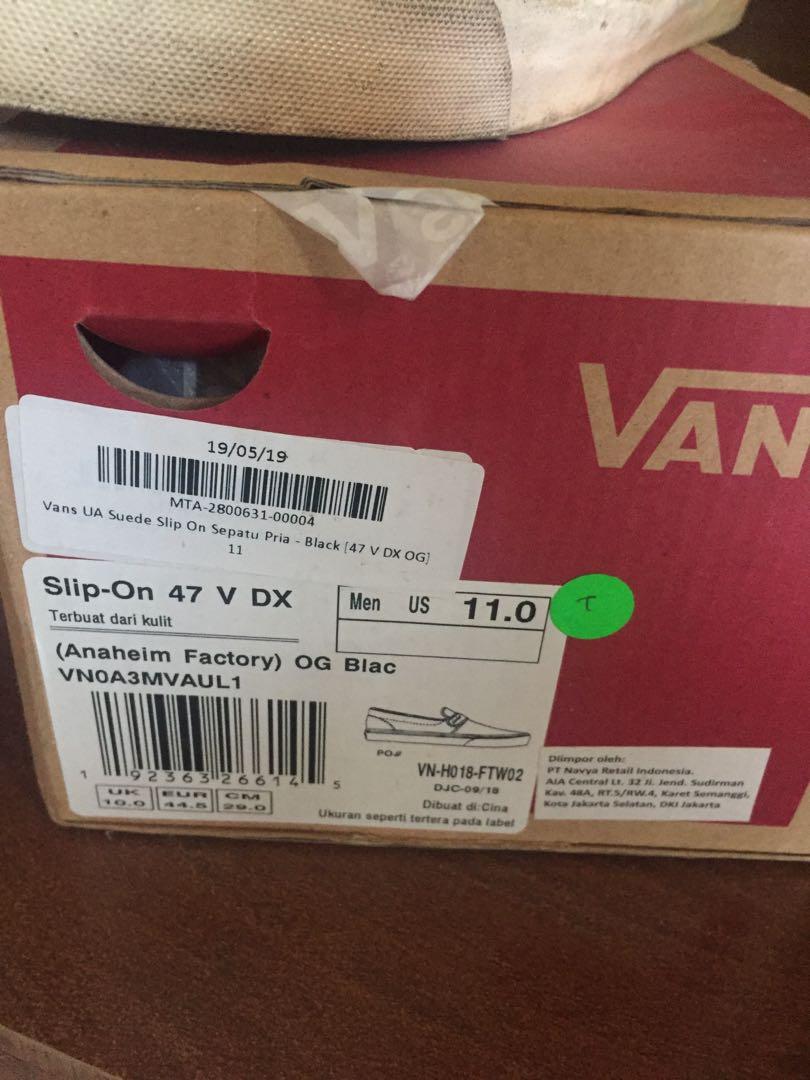 VAN
19/05/19
MTA-2800631-00004
Vans UA Suede Slip On Sepatu Pria - Black [47 V DX OG]
11
Slip-On 47 V DX
Terbuat dari kulit
Men US 11.0
T
(Anaheim Factory) OG Blac
VN0A3MVAUL1
1 92363 26614 5
PO#
VN-H018-FTW02
DJC-09/18
UK 10.0
EUR 44.5
CM 29.0
Dibuat di:Cina
Ukuran seperti tertera pada label
Diimpor oleh:
PT Navya Retail Indonesia.
AIA Central Lt. 32 Jl. Jend. Sudirman
Kav. 48A, RT.5/RW.4, Karet Semanggi,
Kota Jakarta Selatan, DKI Jakarta